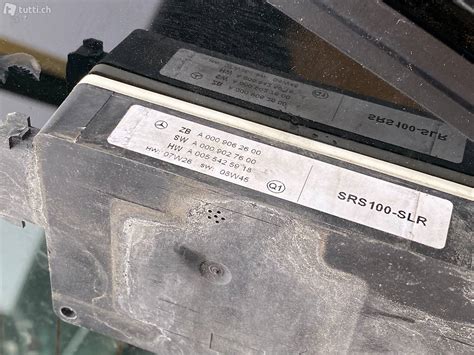 tutti.ch
ZB A 000 906 26 00
SW A 000 902 76 00
HW A 005 542 59 18
HW: 07W26 SW: 08W46
Q1
SRS100-SLR
SRS100-SLR